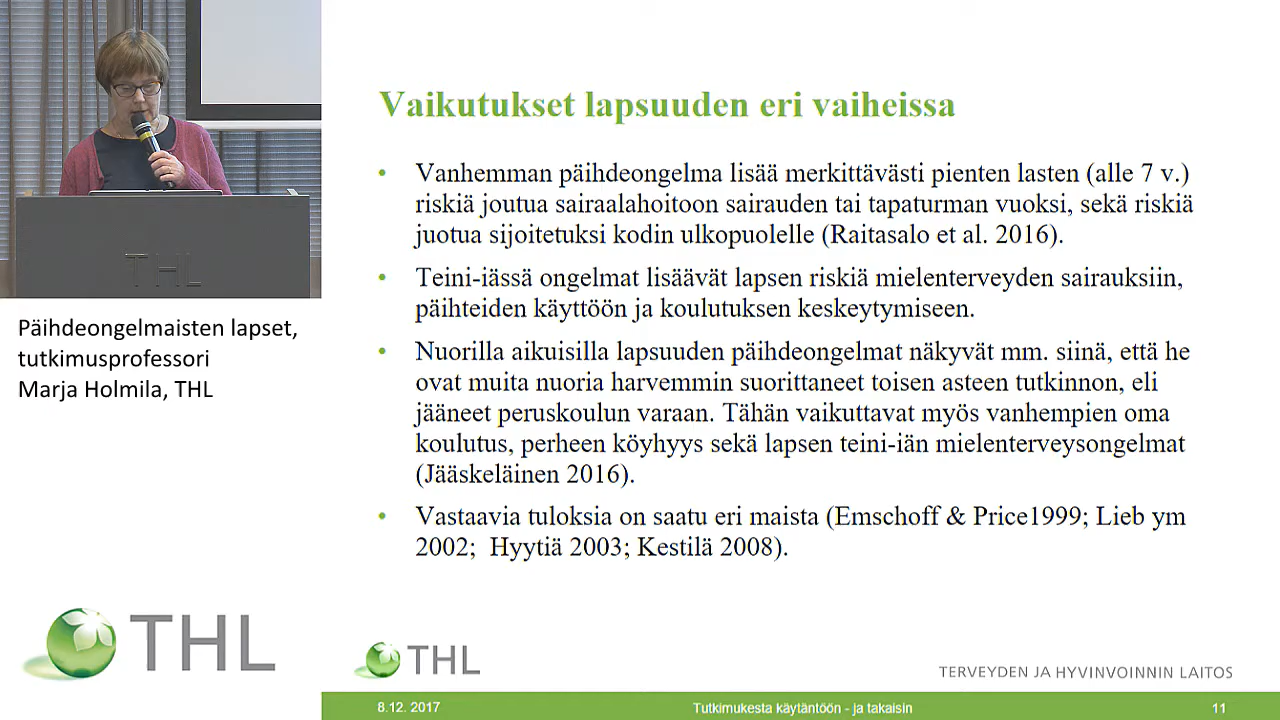 Vaikutukset lapsuuden eri vaiheissa
• Vanhemman päihdeongelma lisää merkittävästi pienten lasten (alle 7 v.)
riskiä joutua sairaalahoitoon sairauden tai tapaturman vuoksi, sekä riskiä
juotua sijoitetuksi kodin ulkopuolelle (Raitasalo et al. 2016).
• Teini-iässä ongelmat lisäävät lapsen riskiä mielenterveyden sairauksiin,
päihteiden käyttöön ja koulutuksen keskeytymiseen.
• Nuorilla aikuisilla lapsuuden päihdeongelmat näkyvät mm. siinä, että he
ovat muita nuoria harvemmin suorittaneet toisen asteen tutkinnon, eli
jääneet peruskoulun varaan. Tähän vaikuttavat myös vanhempien oma
koulutus, perheen köyhyys sekä lapsen teini-iän mielenterveysongelmat
(Jääskeläinen 2016).
• Vastaavia tuloksia on saatu eri maista (Emschoff & Price1999; Lieb ym
2002; Hyytiä 2003; Kestilä 2008).
THL
Päihdeongelmaisten lapset,
tutkimusprofessori
Marja Holmila, THL
THL
THL
TERVEYDEN JA HYVINVOINNIN LAITOS
8.12. 2017
Tutkimukesta käytäntöön - ja takaisin
11